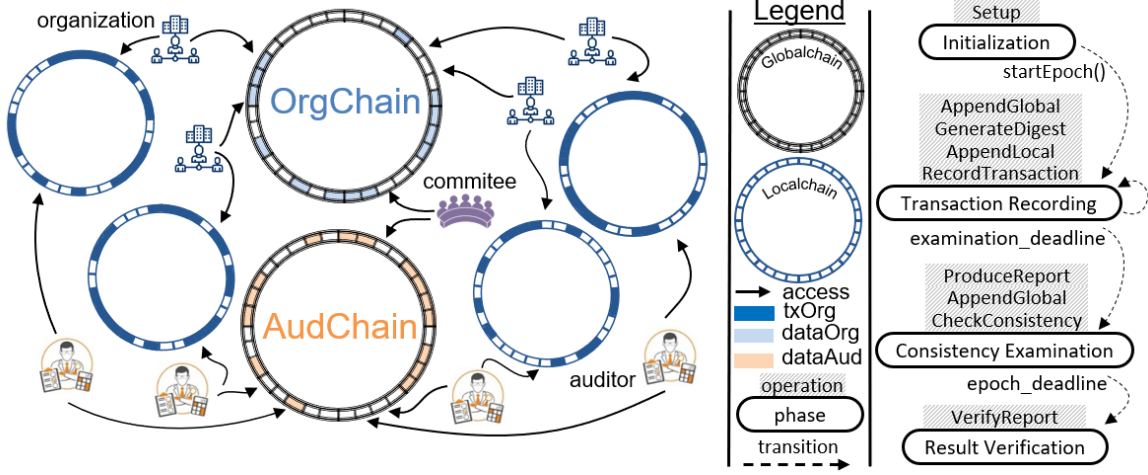 organization
OrgChain
commitee
AudChain
auditor
Legend
Globalchain
Localchain
access
txOrg
dataOrg
dataAud
operation
phase
transition
Setup
Initialization
startEpoch()
AppendGlobal
GenerateDigest
AppendLocal
RecordTransaction
Transaction Recording
examination_deadline
ProduceReport
AppendGlobal
CheckConsistency
Consistency Examination
epoch_deadline
VerifyReport
Result Verification